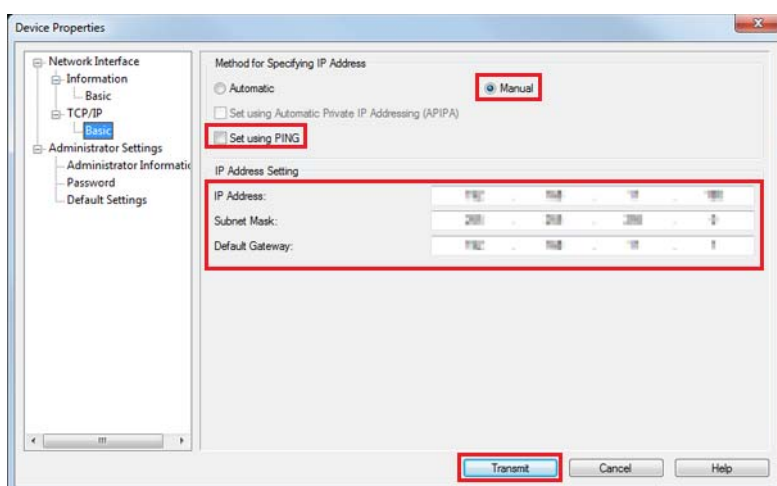 Device Properties
Network Interface
Information
Basic
TCP/IP
Basic
Administrator Settings
Administrator Informatic
Password
Default Settings
Method for Specifying IP Address
Automatic
Manual
Set using Automatic Private IP Addressing (APIPA)
Set using PING
IP Address Setting
IP Address:
Subnet Mask:
Default Gateway:
Transmit
Cancel
Help